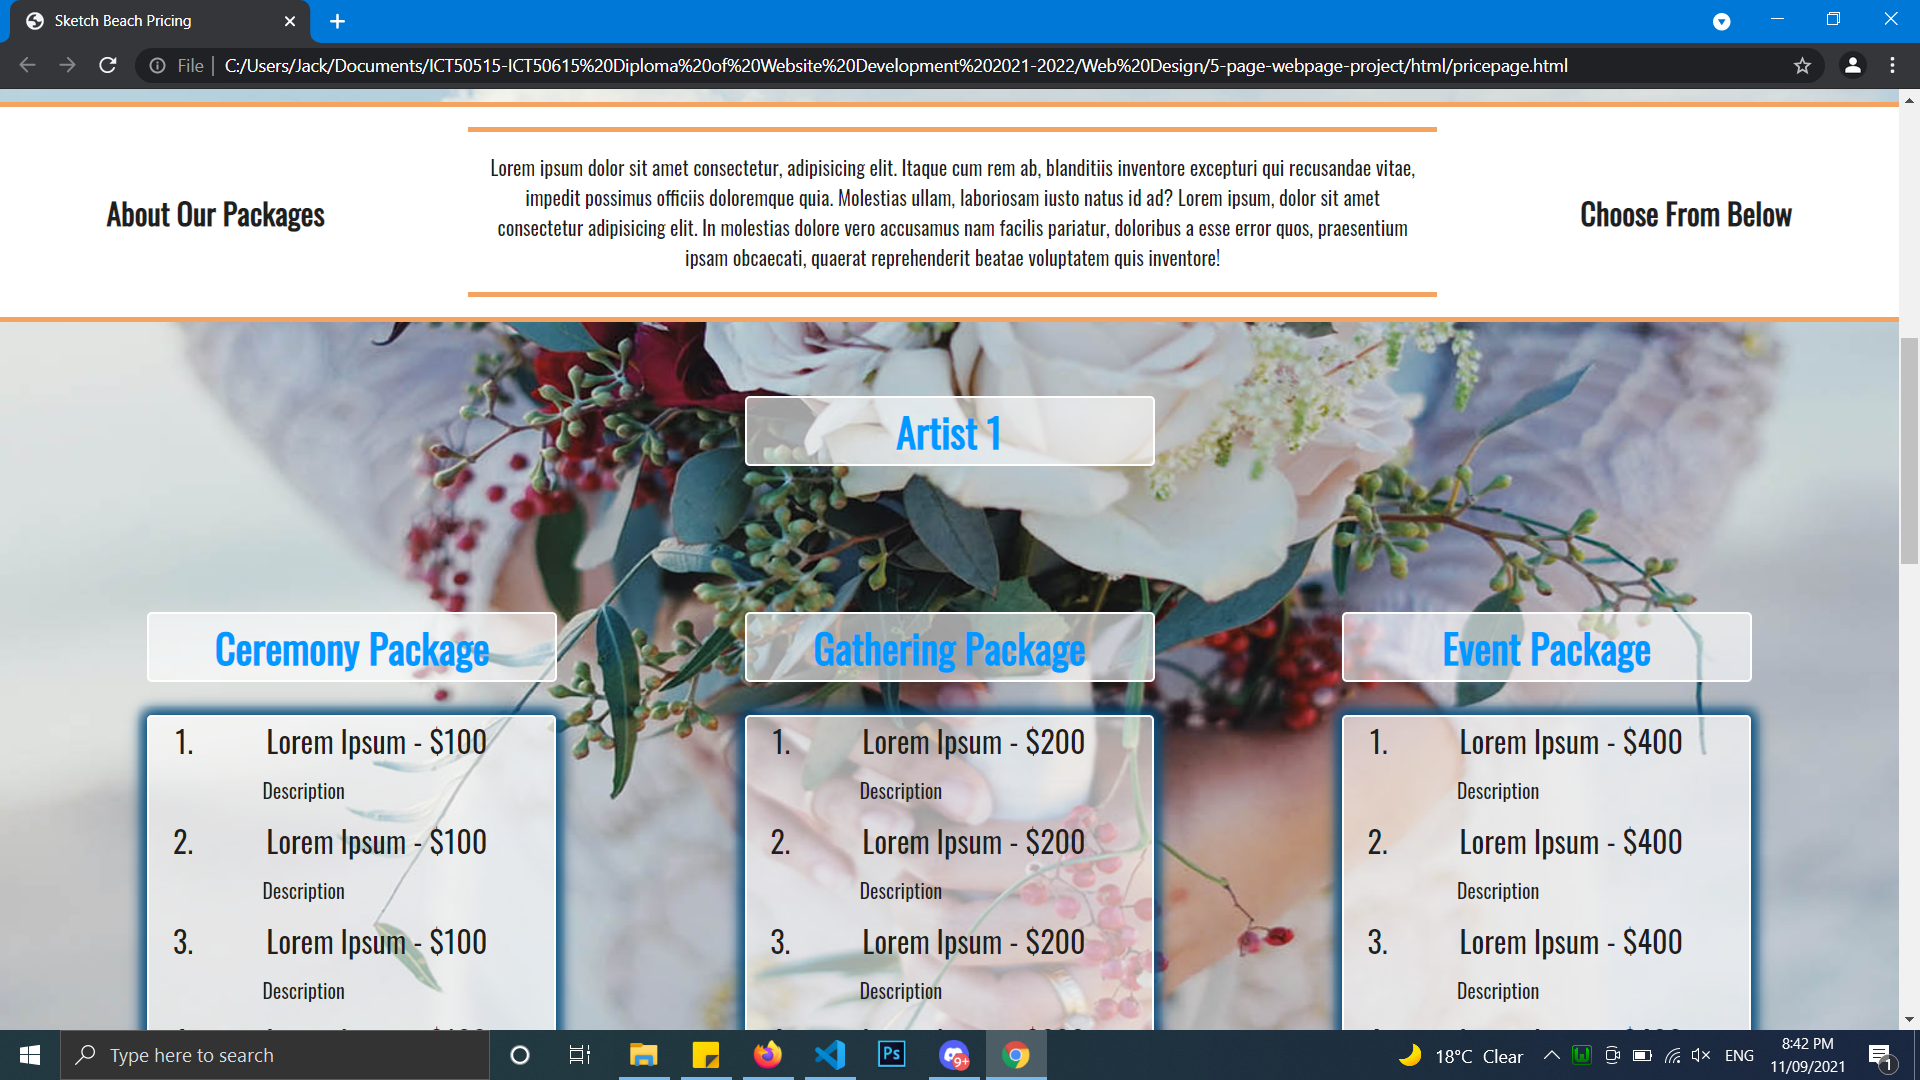 Sketch Beach Pricing
File
C:/Users/Jack/Documents/ICT50515-ICT50615%20Diploma%20of%20Website%20Development%202021-2022/Web%20Design/5-page-webpage-project/html/pricepage.html
About Our Packages
Lorem ipsum dolor sit amet consectetur, adipisicing elit. Itaque cum rem ab, blanditiis inventore excepturi qui recusandae vitae,
impedit possimus officiis doloremque quia. Molestias ullam, laboriosam iusto natus id ad? Lorem ipsum, dolor sit amet
consectetur adipisicing elit. In molestias dolore vero accusamus nam facilis pariatur, doloribus a esse error quos, praesentium
ipsam obcaecati, quaerat reprehenderit beatae voluptatem quis inventore!
Choose From Below
Artist 1
Ceremony Package
1. Lorem Ipsum - $100
Description
2. Lorem Ipsum - $100
Description
3. Lorem Ipsum - $100
Description
Gathering Package
1. Lorem Ipsum - $200
Description
2. Lorem Ipsum - $200
Description
3. Lorem Ipsum - $200
Description
Event Package
1. Lorem Ipsum - $400
Description
2. Lorem Ipsum - $400
Description
3. Lorem Ipsum - $400
Description
Type here to search
Ps
9+
18°C Clear
ENG
8:42 PM
11/09/2021
1